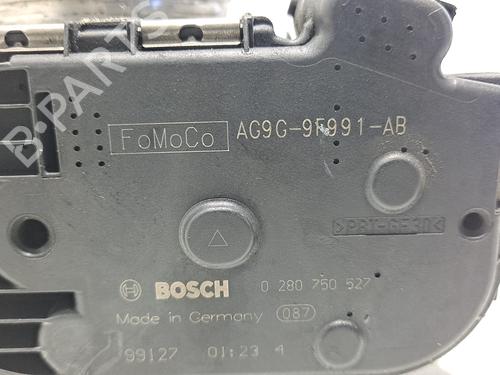 B-PARTS
FoMoCo AG9G-9F991-AB
>PBT-GF30<
BOSCH 0 280 750 527
Made in Germany 087
99127 01:23 4